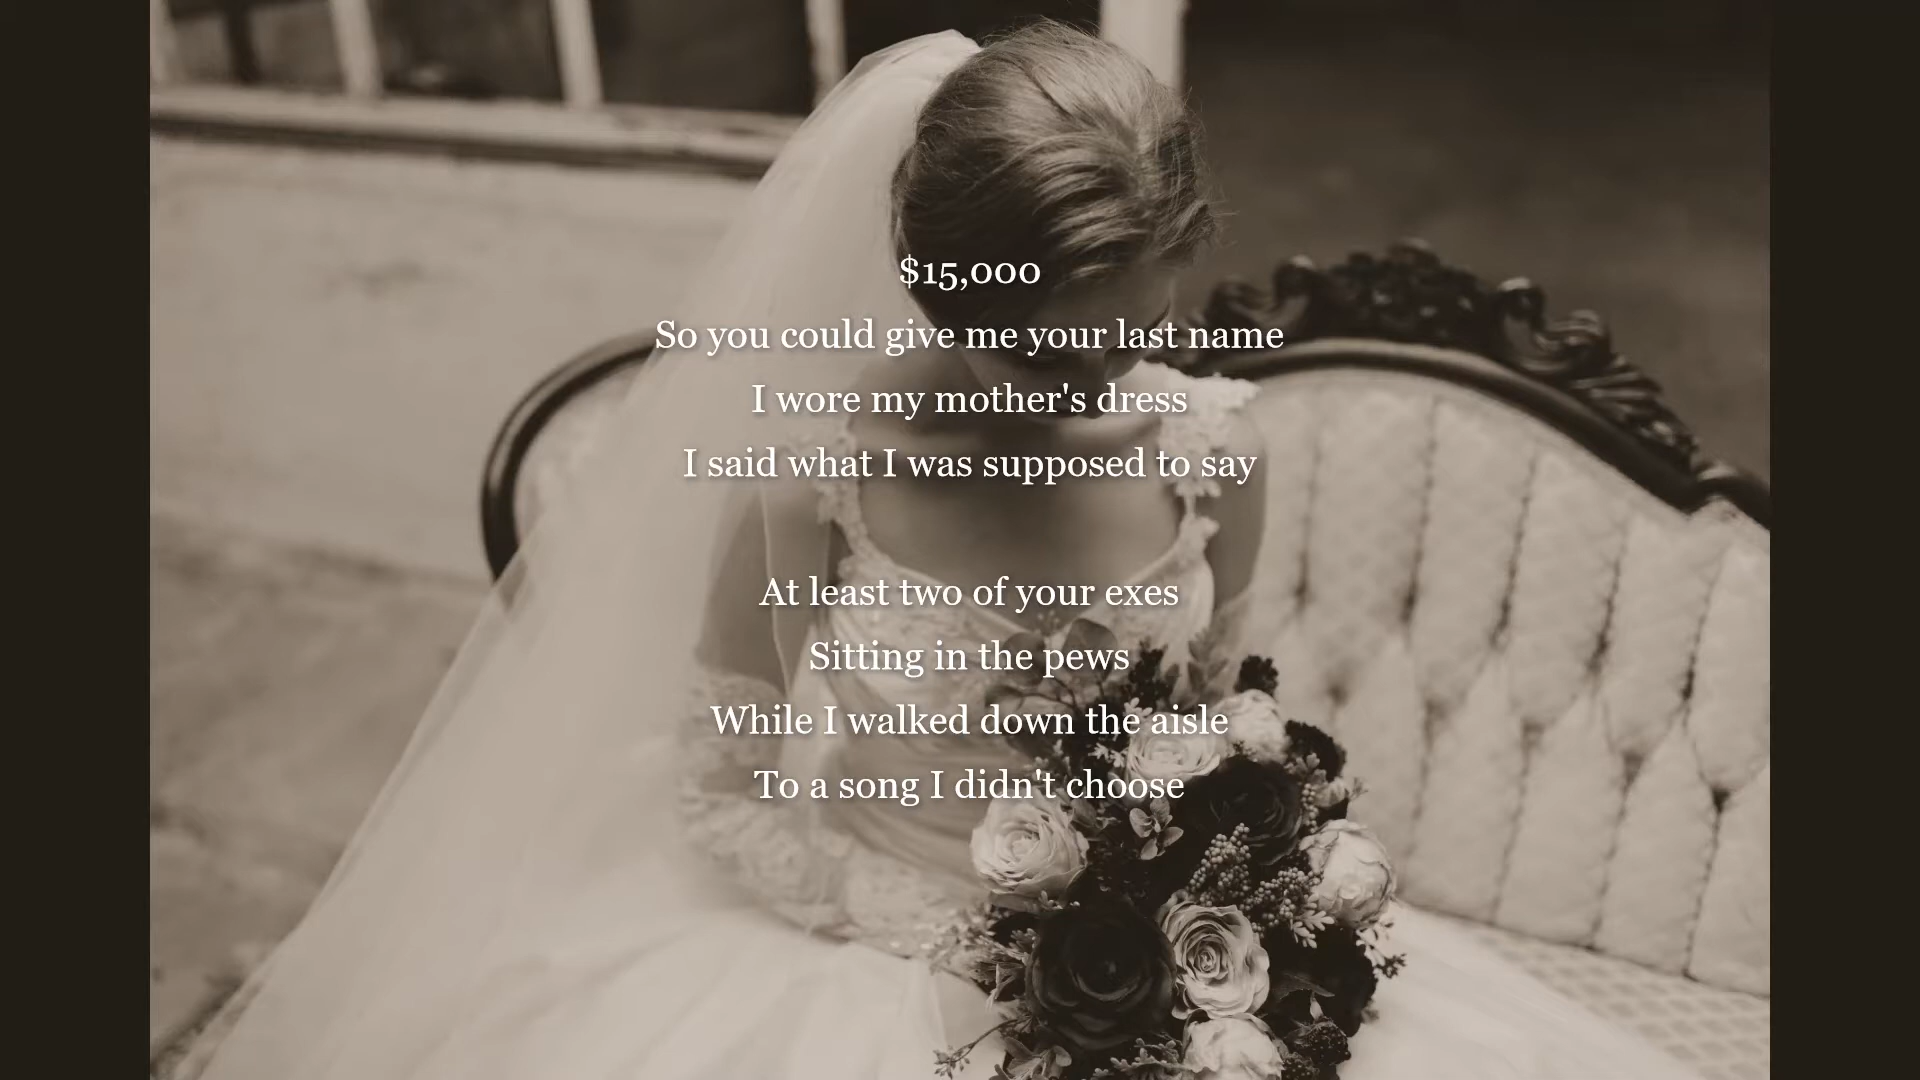 $15,000
So you could give me your last name
I wore my mother's dress
I said what I was supposed to say
At least two of your exes
Sitting in the pews
While I walked down the aisle
To a song I didn't choose